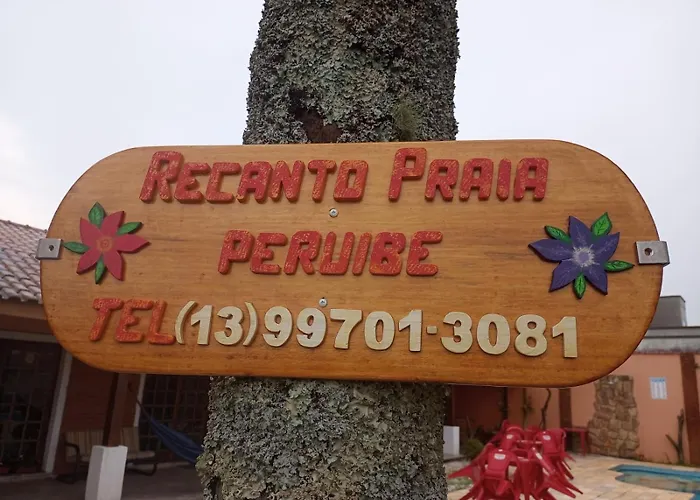 RECANTO PRAIA
PERUIBE
TEL(13)99701-3081